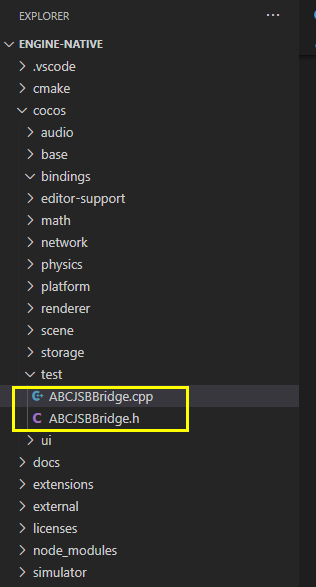 EXPLORER
ENGINE-NATIVE
.vscode
cmake
cocos
audio
base
bindings
editor-support
math
network
physics
platform
renderer
scene
storage
test
ABCJSBBridge.cpp
ABCJSBBridge.h
ui
docs
extensions
external
licenses
node_modules
simulator